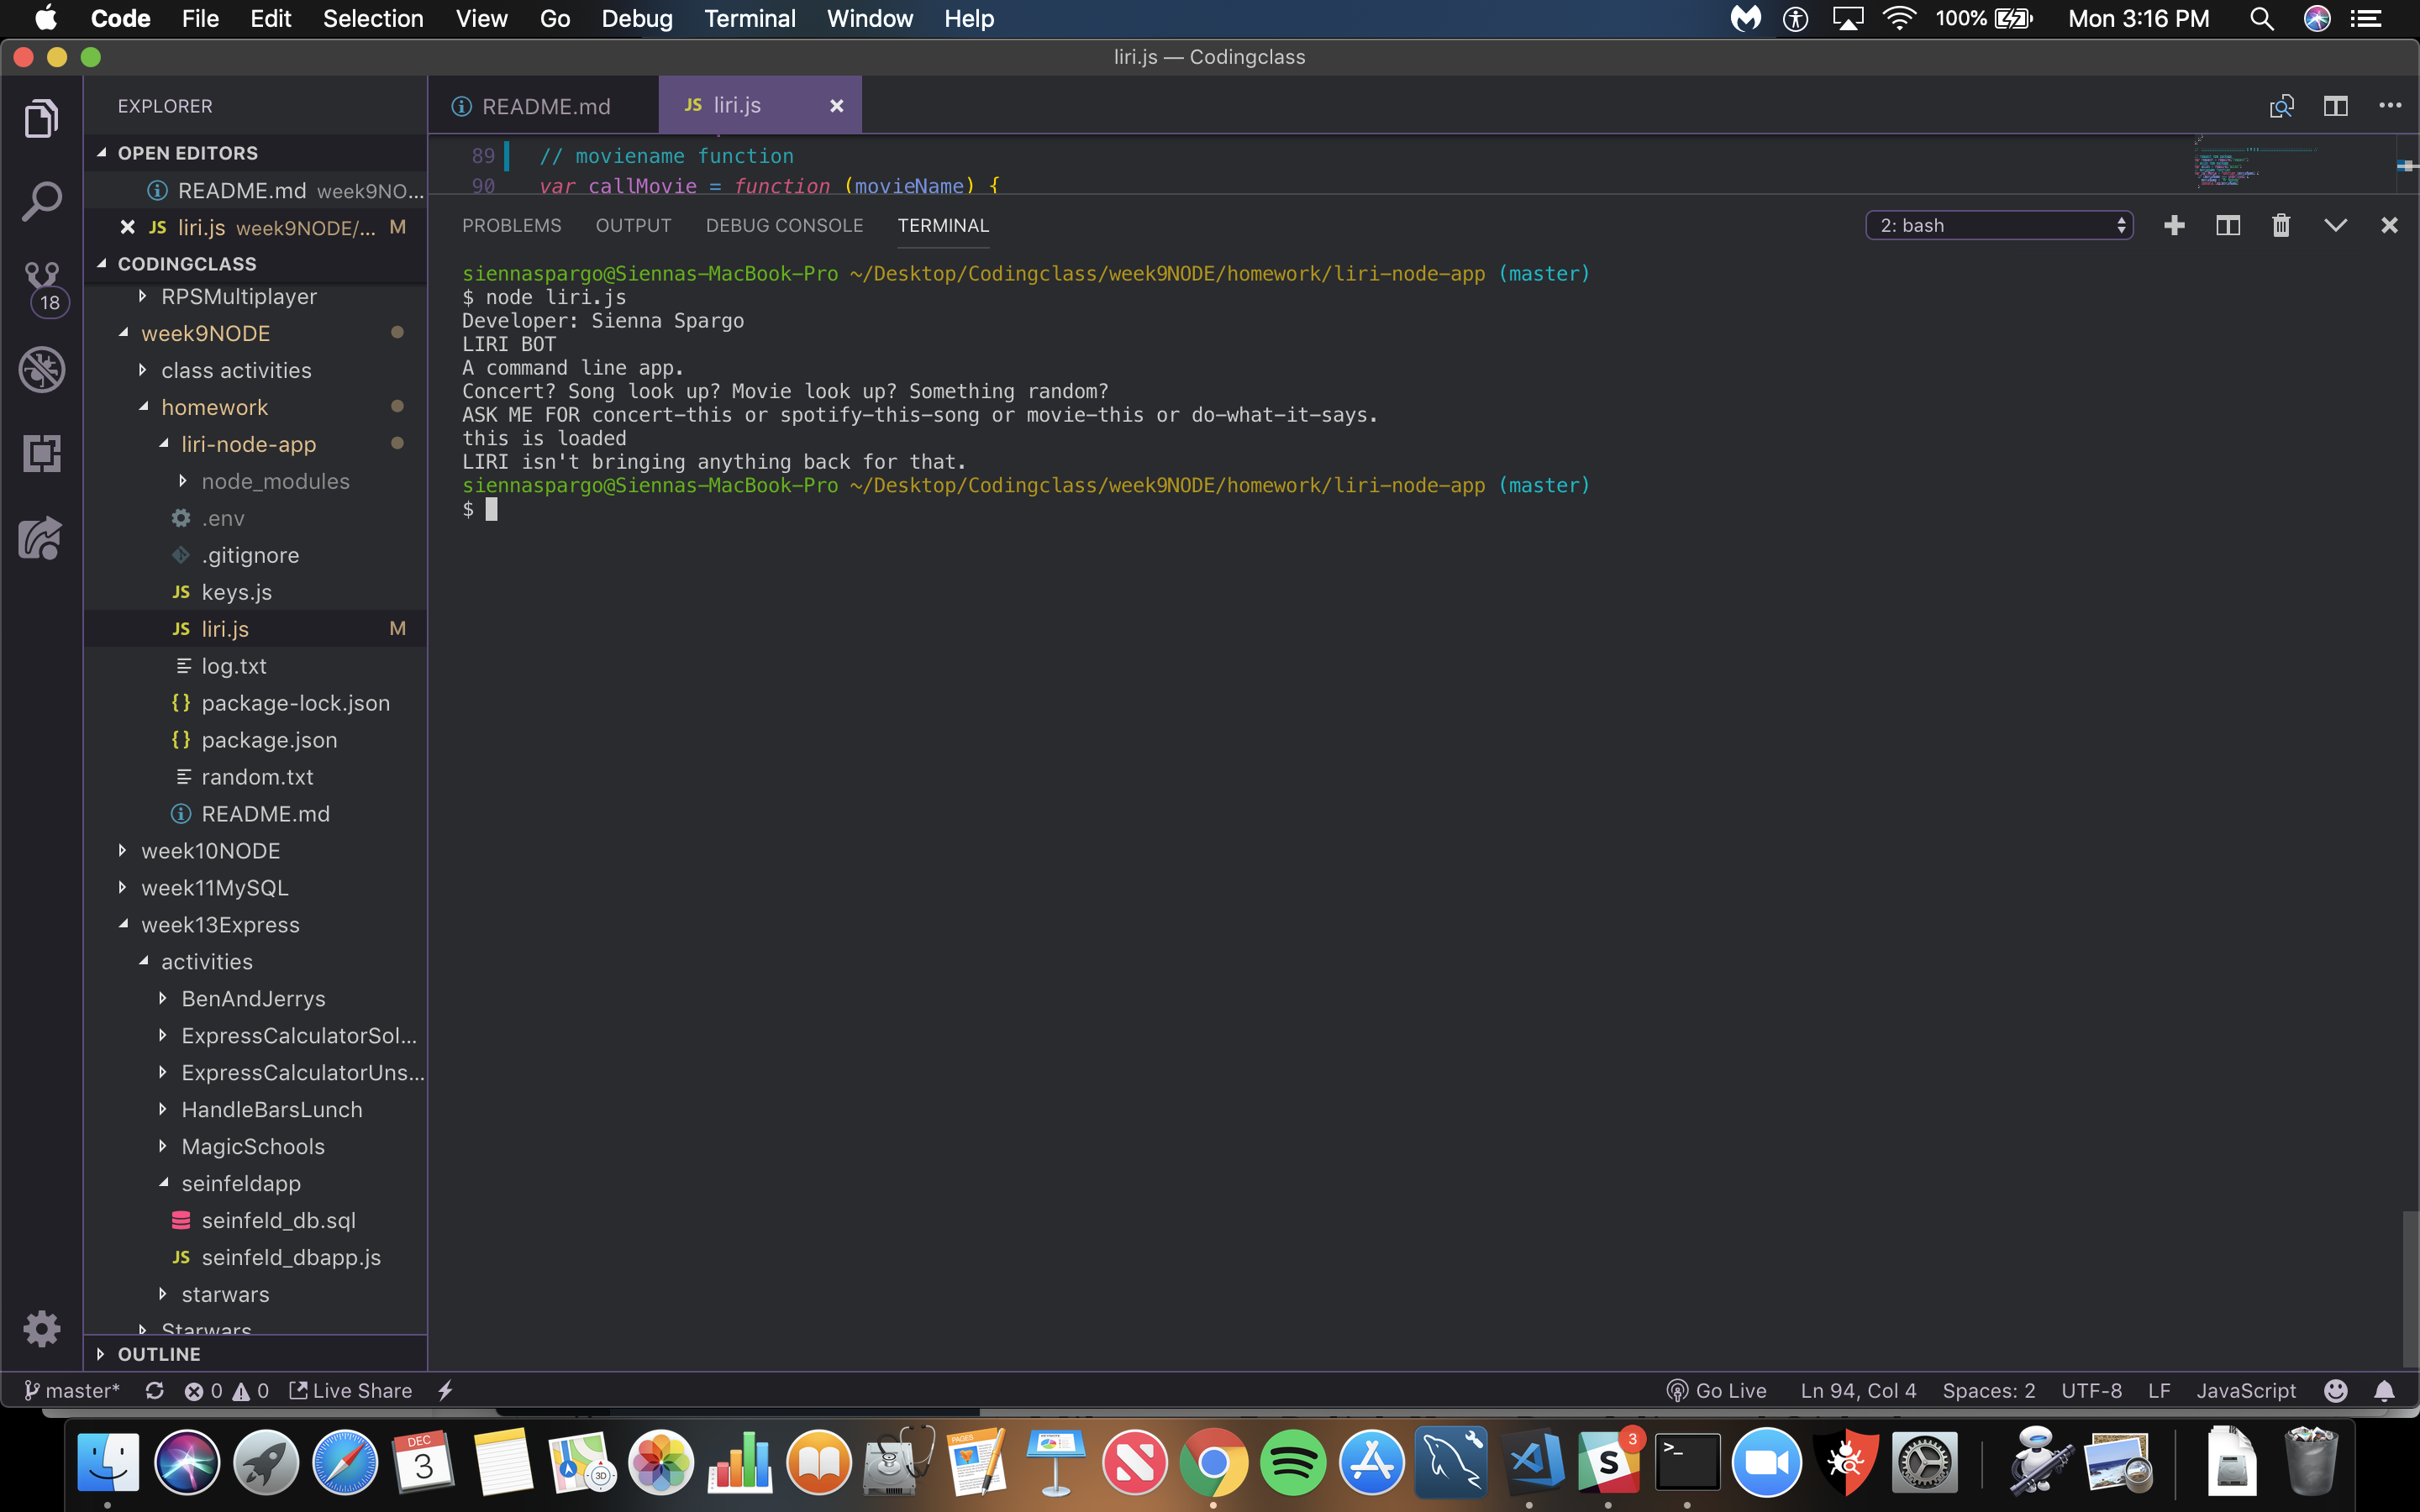 Code File Edit Selection View Go Debug Terminal Window Help 100% Mon 3:16 PM
liri.js — Codingclass
EXPLORER
README.md
JS liri.js
OPEN EDITORS
README.md week9NO...
JS liri.js week9NODE/... M
CODINGCLASS
RPSMultiplayer
week9NODE
class activities
homework
liri-node-app
node_modules
.env
.gitignore
JS keys.js
JS liri.js M
log.txt
{} package-lock.json
{} package.json
random.txt
README.md
week10NODE
week11MySQL
week13Express
activities
BenAndJerrys
ExpressCalculatorSol...
ExpressCalculatorUns...
HandleBarsLunch
MagicSchools
seinfeldapp
seinfeld_db.sql
JS seinfeld_dbapp.js
starwars
Starwars
OUTLINE
18
89 // moviename function
90 var callMovie = function (movieName) {
PROBLEMS OUTPUT DEBUG CONSOLE TERMINAL 2: bash
siennaspargo@Siennas-MacBook-Pro ~/Desktop/Codingclass/week9NODE/homework/liri-node-app (master)
$ node liri.js
Developer: Sienna Spargo
LIRI BOT
A command line app.
Concert? Song look up? Movie look up? Something random?
ASK ME FOR concert-this or spotify-this-song or movie-this or do-what-it-says.
this is loaded
LIRI isn't bringing anything back for that.
siennaspargo@Siennas-MacBook-Pro ~/Desktop/Codingclass/week9NODE/homework/liri-node-app (master)
$
master* 0 0 Live Share Go Live Ln 94, Col 4 Spaces: 2 UTF-8 LF JavaScript
DEC
3
3D
PAGES
S
3
>_